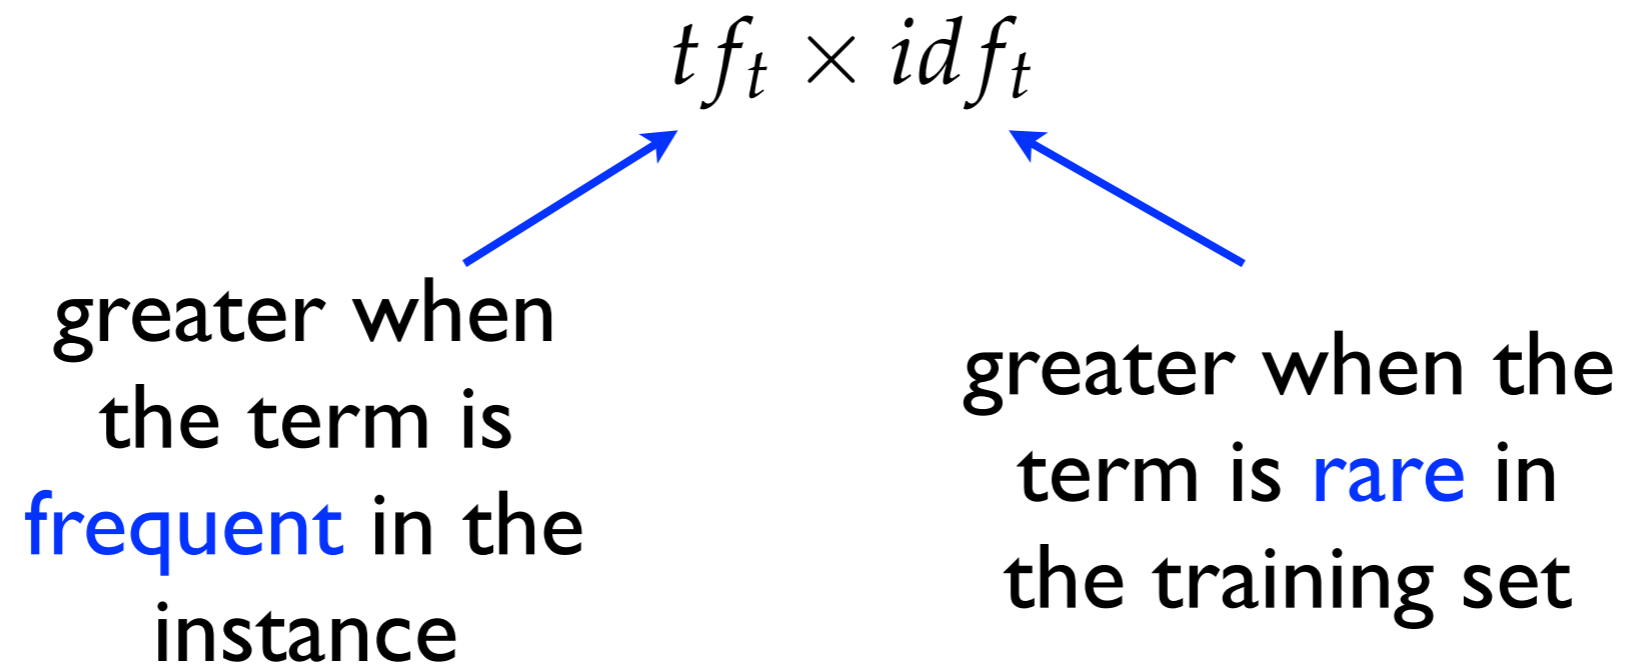 tf_t × idf_t
greater when
the term is
frequent in the
instance
greater when the
term is rare in
the training set